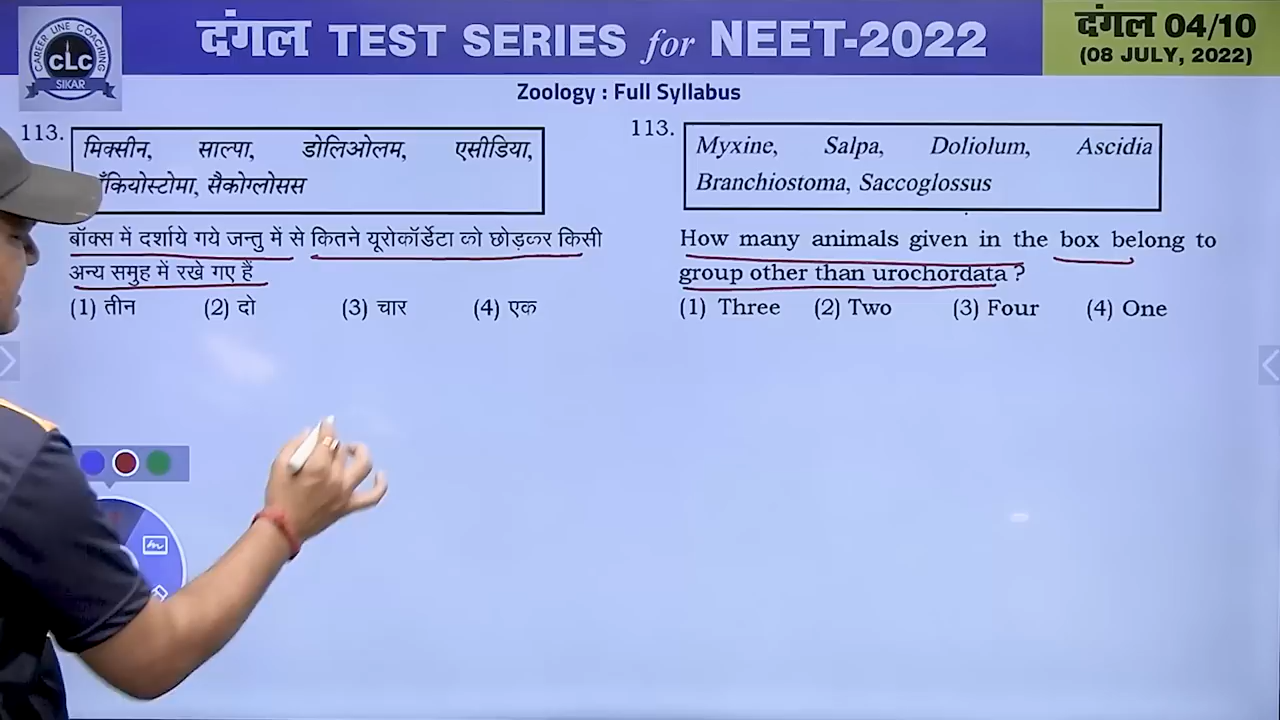 दंगल TEST SERIES for NEET-2022
दंगल 04/10
(08 JULY, 2022)
CAREER LINE COACHING
CLC
SIKAR
Zoology : Full Syllabus
113.
मिक्सीन, साल्पा, डोलिओलम, एसीडिया,
सैकोग्लोसस
बॉक्स में दर्शाये गये जन्तु में से कितने यूरोकॉर्डेटा को छोड़कर किसी
अन्य समुह में रखे गए हैं
(1) तीन (2) दो (3) चार (4) एक
113.
Myxine, Salpa, Doliolum, Ascidia
Branchiostoma, Saccoglossus
How many animals given in the box belong to
group other than urochordata ?
(1) Three (2) Two (3) Four (4) One